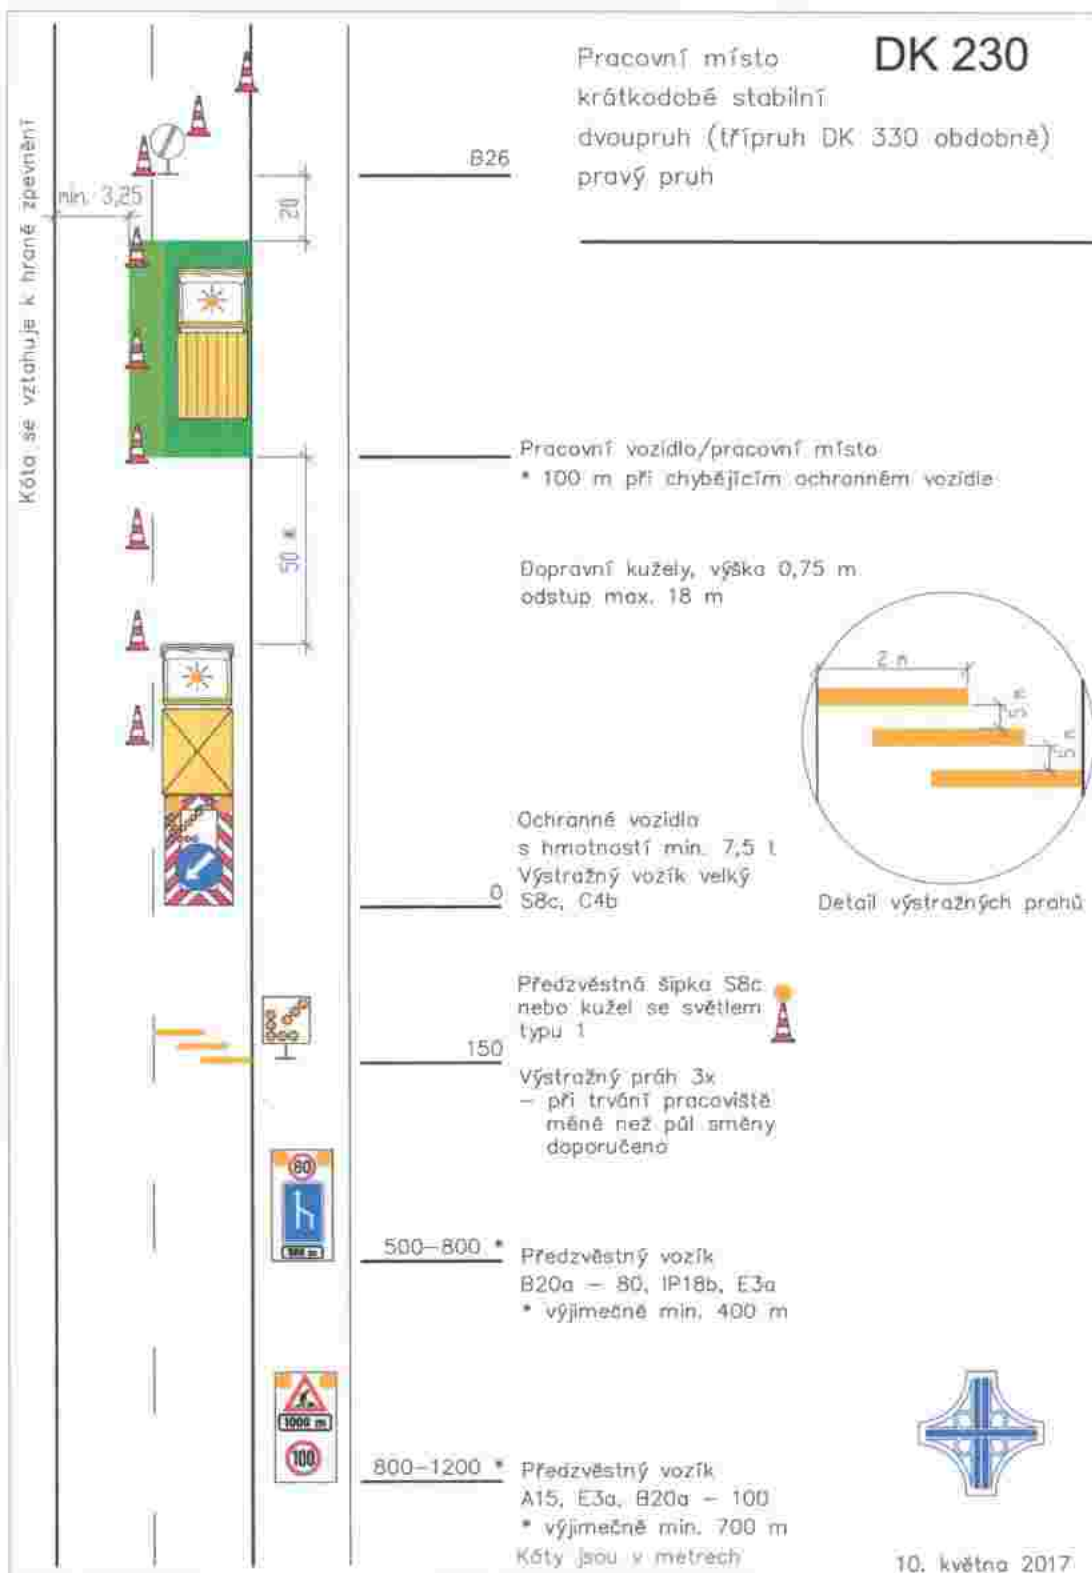 Pracovní místo
DK 230
krátkodobé stabilní
dvoupruh (třípruh DK 330 obdobně)
pravý pruh
B26
20
min. 3,25
Kóta se vztahuje k hraně zpevnění
Pracovní vozidlo/pracovní místo
* 100 m při chybějícím ochranném vozidle
50 *
Dopravní kužely, výška 0,75 m
odstup max. 18 m
2 m
5 m
5 m
Detail výstražných prahů
Ochranné vozidlo
s hmotností min. 7,5 t
Výstražný vozík velký
0
S8c, C4b
Předzvěstná šipka S8c
nebo kužel se světlem
typu 1
150
Výstražný práh 3x
– při trvání pracoviště
méně než půl směny
doporučeno
80
500–800 *
Předzvěstný vozík
B20a – 80, IP18b, E3a
* výjimečně min. 400 m
1000 m
100
800–1200 *
Předzvěstný vozík
A15, E3a, B20a – 100
* výjimečně min. 700 m
Kóty jsou v metrech
10. května 2017